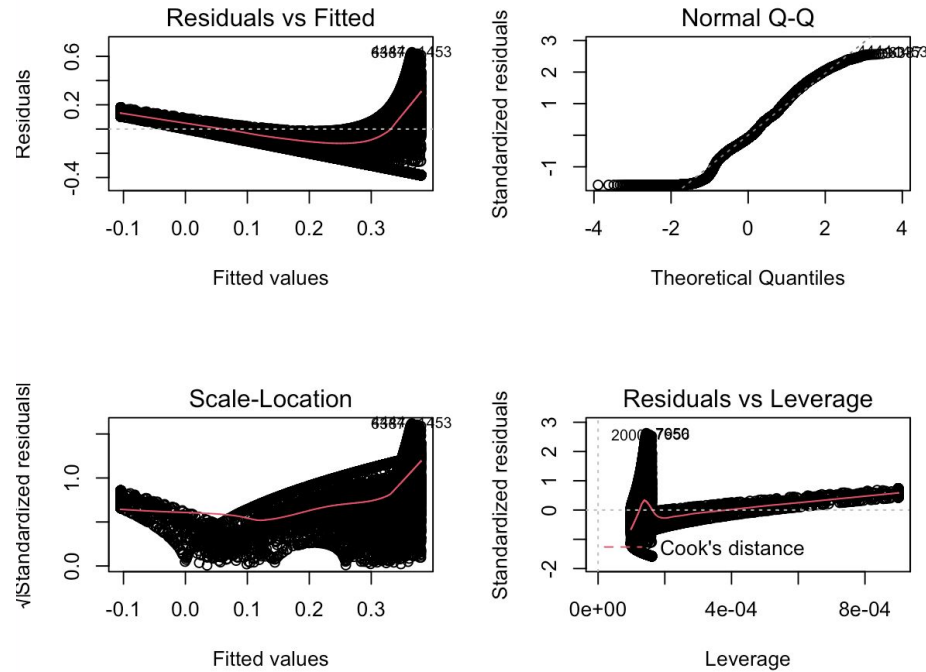 Residuals vs Fitted
Residuals
0.6
0.2
-0.4
-0.1
0.0
0.1
0.2
0.3
Fitted values
Normal Q-Q
Standardized residuals
3
2
1
-1
-4
-2
0
2
4
Theoretical Quantiles
Scale-Location
√|Standardized residuals|
1.0
0.0
-0.1
0.0
0.1
0.2
0.3
Fitted values
Residuals vs Leverage
Standardized residuals
3
2
1
0
-2
Cook's distance
0e+00
4e-04
8e-04
Leverage